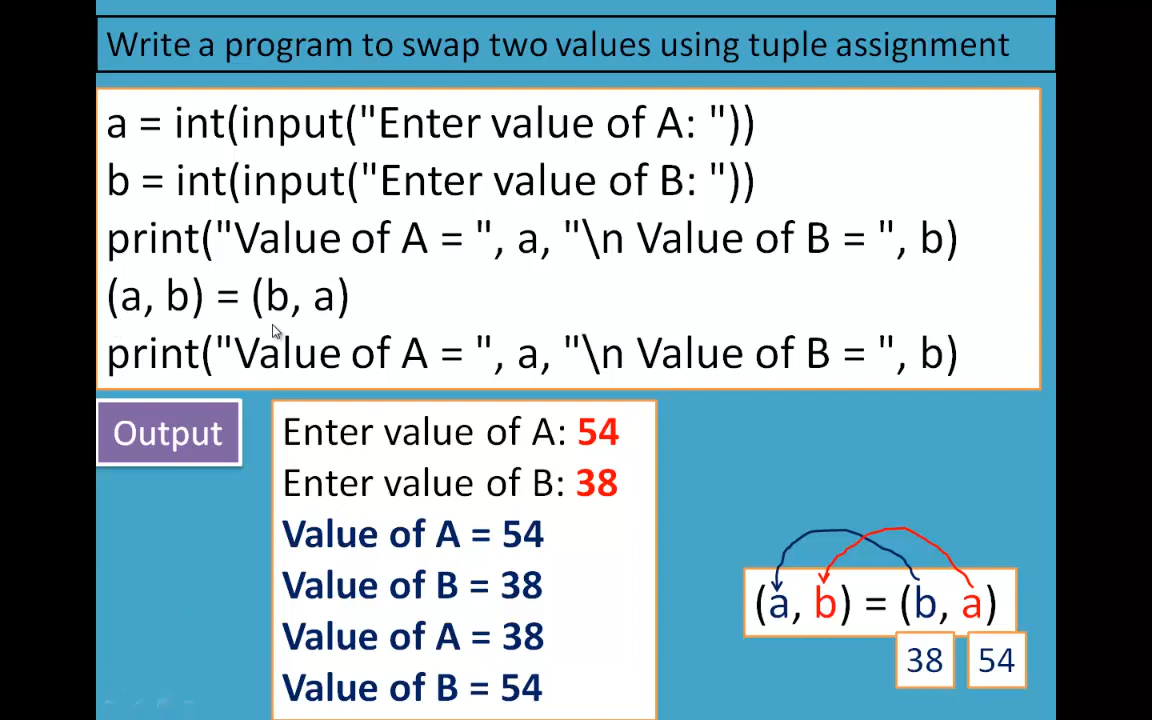 Write a program to swap two values using tuple assignment
a = int(input("Enter value of A: "))
b = int(input("Enter value of B: "))
print("Value of A = ", a, "\n Value of B = ", b)
(a, b) = (b, a)
print("Value of A = ", a, "\n Value of B = ", b)
Output
Enter value of A: 54
Enter value of B: 38
Value of A = 54
Value of B = 38
Value of A = 38
Value of B = 54
(a, b) = (b, a)
38 54